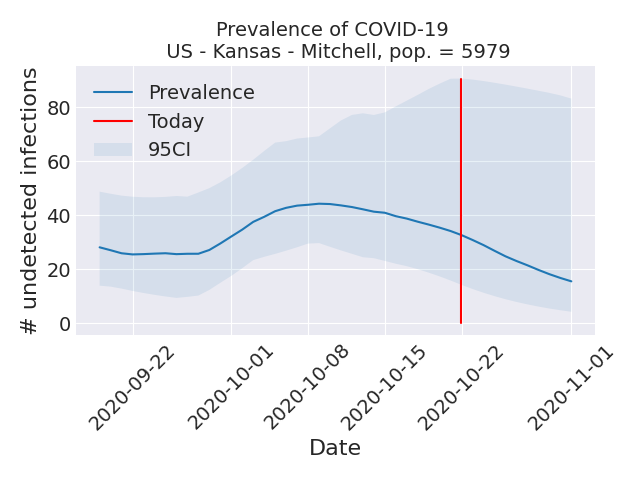 Prevalence of COVID-19
US - Kansas - Mitchell, pop. = 5979
# undetected infections
80
60
40
20
0
Prevalence
Today
95CI
2020-09-22
2020-10-01
2020-10-08
2020-10-15
2020-10-22
2020-11-01
Date